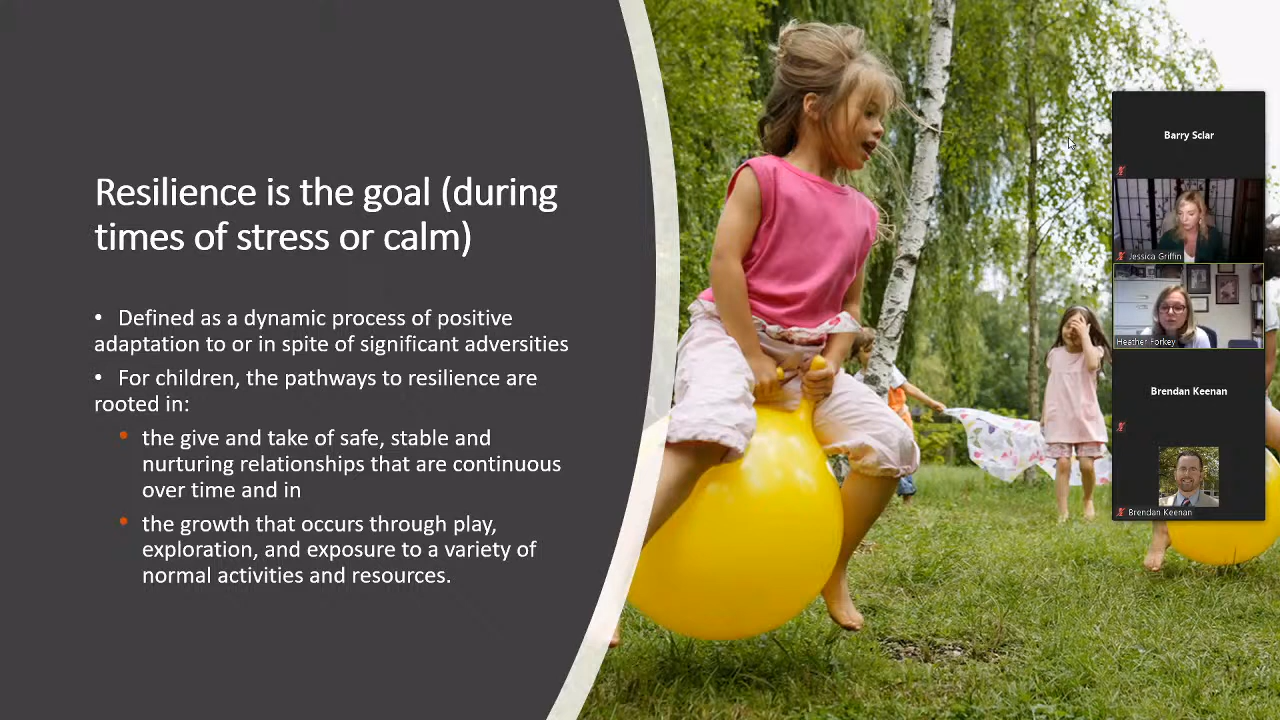 Resilience is the goal (during
times of stress or calm)
• Defined as a dynamic process of positive
adaptation to or in spite of significant adversities
• For children, the pathways to resilience are
rooted in:
• the give and take of safe, stable and
nurturing relationships that are continuous
over time and in
• the growth that occurs through play,
exploration, and exposure to a variety of
normal activities and resources.
Barry Sclar
Jessica Griffin
Heather Forkey
Brendan Keenan
Brendan Keenan